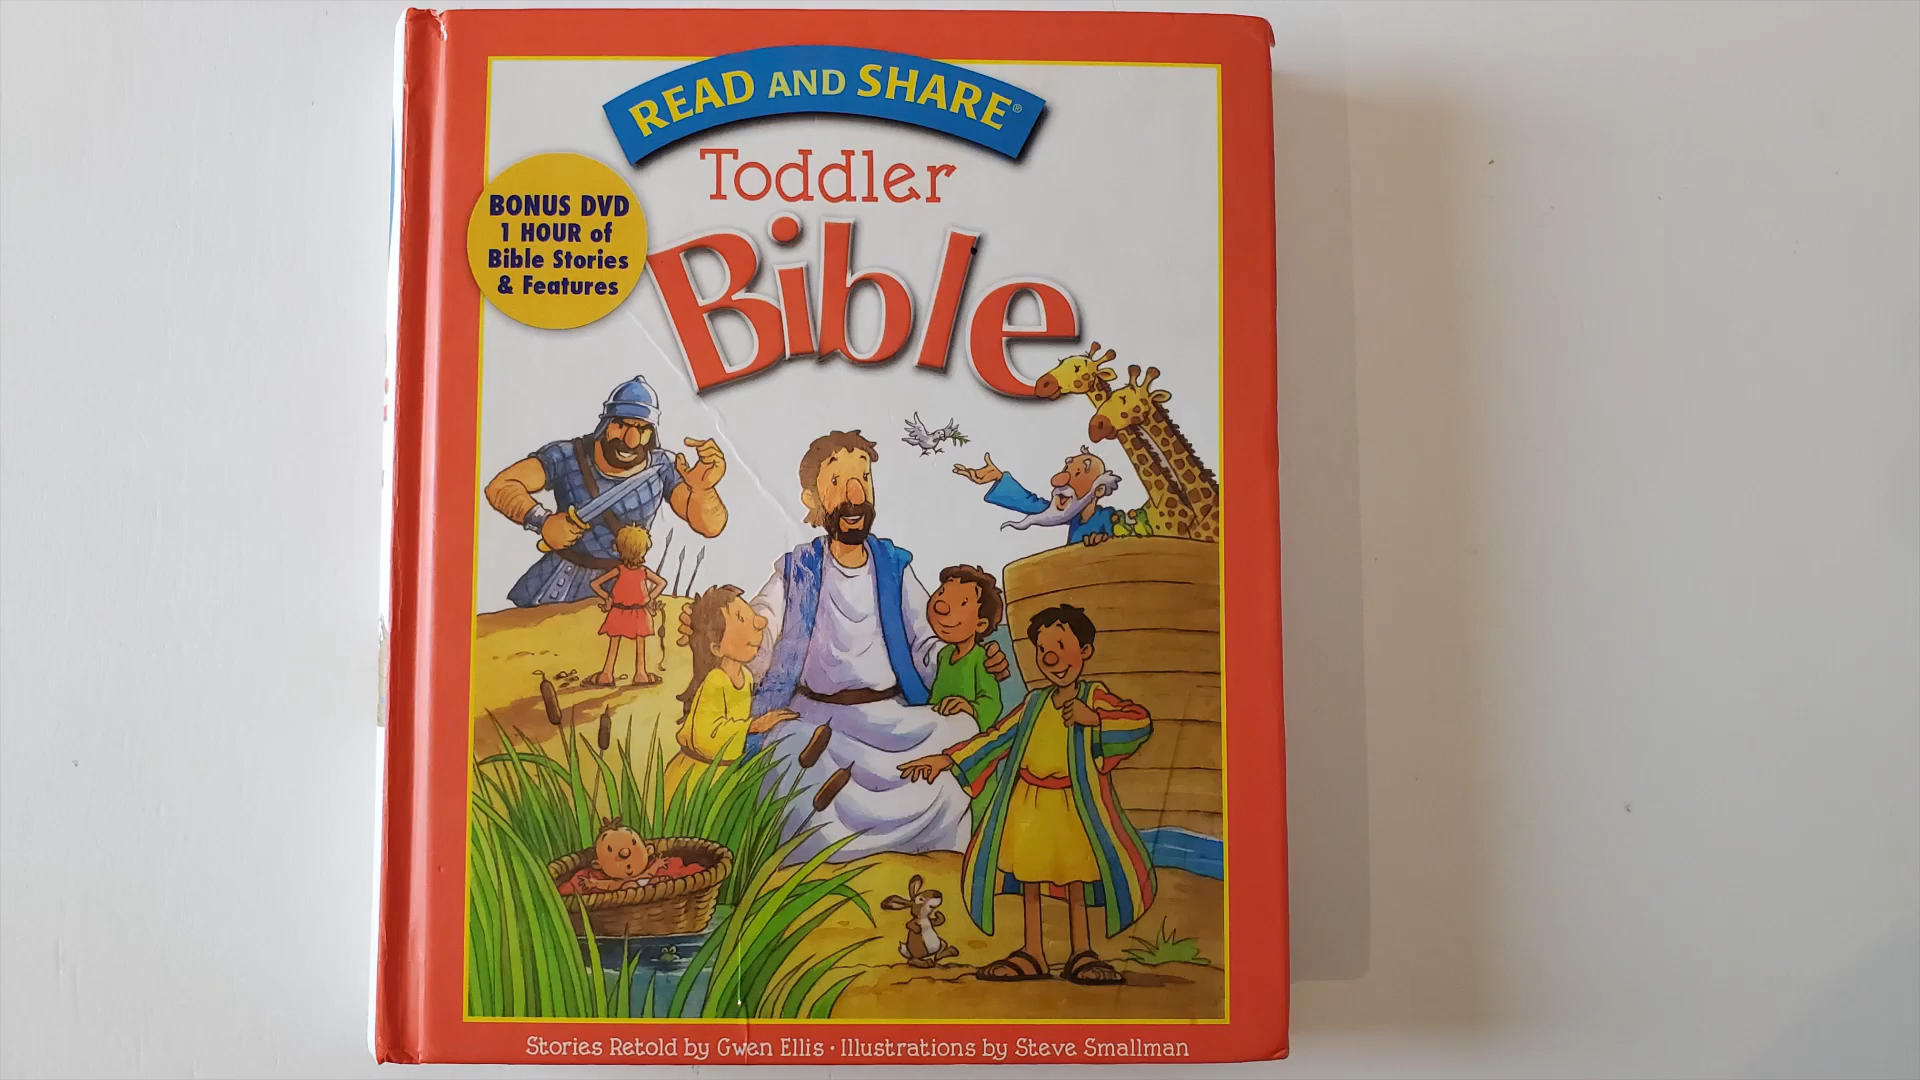 READ AND SHARE®
Toddler
Bible
BONUS DVD
1 HOUR of
Bible Stories
& Features
Stories Retold by Gwen Ellis · Illustrations by Steve Smallman